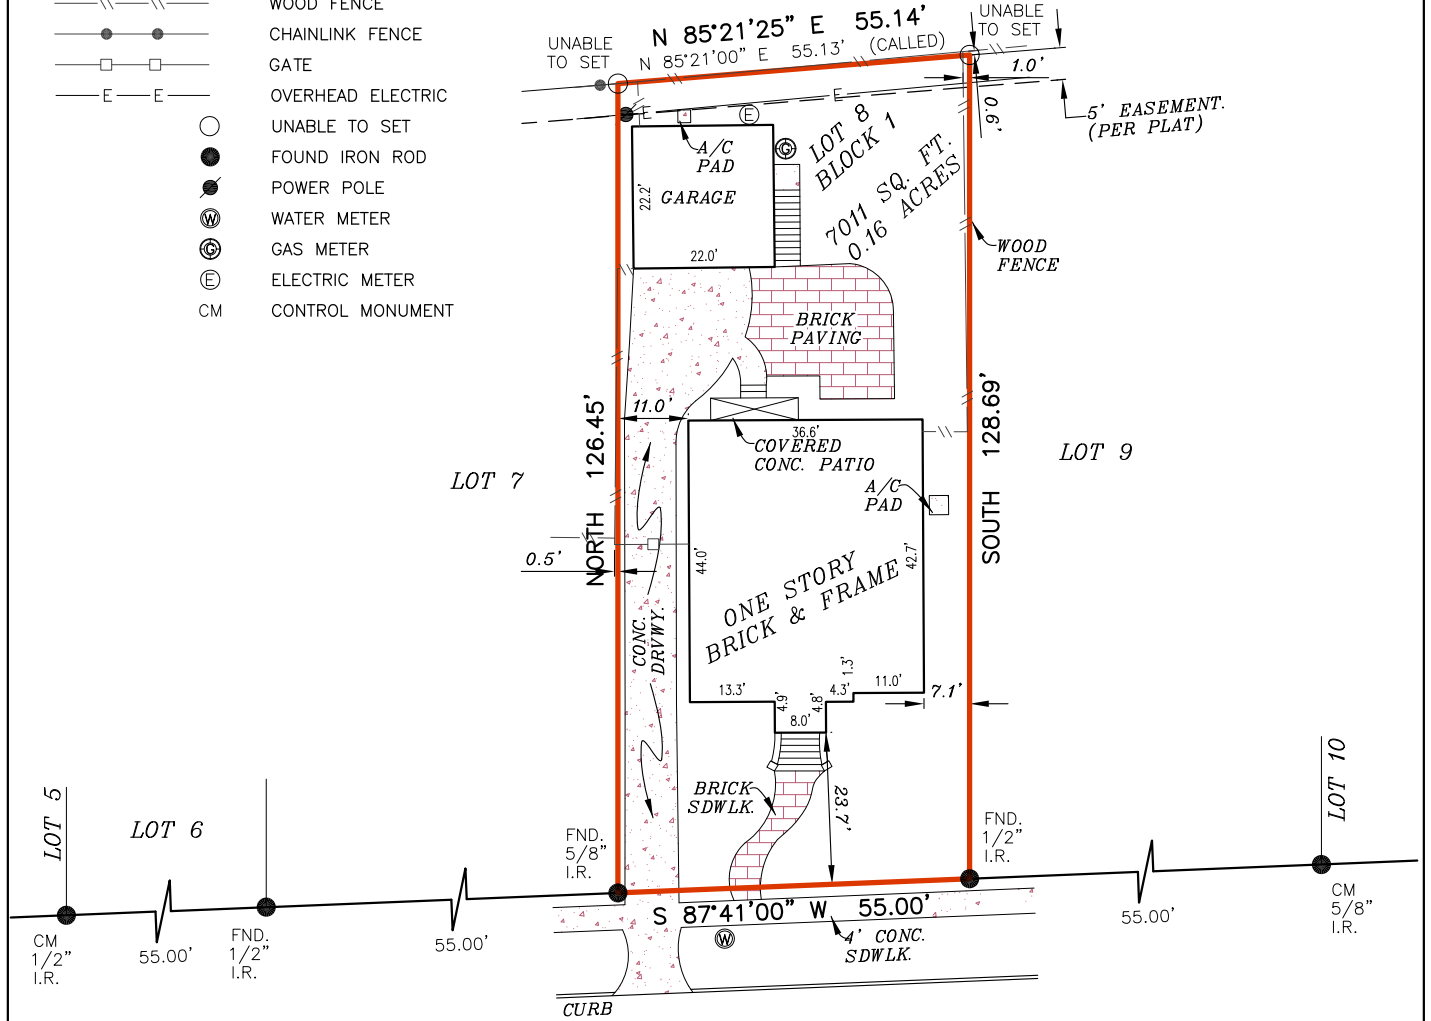 WOOD FENCE
CHAINLINK FENCE
GATE
E E OVERHEAD ELECTRIC
UNABLE TO SET
FOUND IRON ROD
POWER POLE
W WATER METER
G GAS METER
E ELECTRIC METER
CM CONTROL MONUMENT
UNABLE
TO SET
N 85°21'25" E 55.14'
N 85°21'00" E 55.13' (CALLED)
UNABLE
TO SET
1.0'
0.6'
5' EASEMENT.
(PER PLAT)
E
E
E
G
A/C
PAD
GARAGE
22.2'
22.0'
LOT 8
BLOCK 1
7011 SQ. FT.
0.16 ACRES
WOOD
FENCE
BRICK
PAVING
11.0'
36.6'
COVERED
CONC. PATIO
NORTH 126.45'
SOUTH 128.69'
LOT 7
LOT 9
A/C
PAD
0.5'
44.0'
42.7'
ONE STORY
BRICK & FRAME
CONC.
DRVWY.
13.3'
4.9'
8.0'
4.8'
4.3'
1.3'
11.0'
7.1'
BRICK
SDWLK.
23.7'
LOT 5
LOT 6
LOT 10
FND.
5/8"
I.R.
FND.
1/2"
I.R.
S 87°41'00" W 55.00'
CM
1/2"
I.R.
55.00'
FND.
1/2"
I.R.
55.00'
W
4' CONC.
SDWLK.
55.00'
CM
5/8"
I.R.
CURB